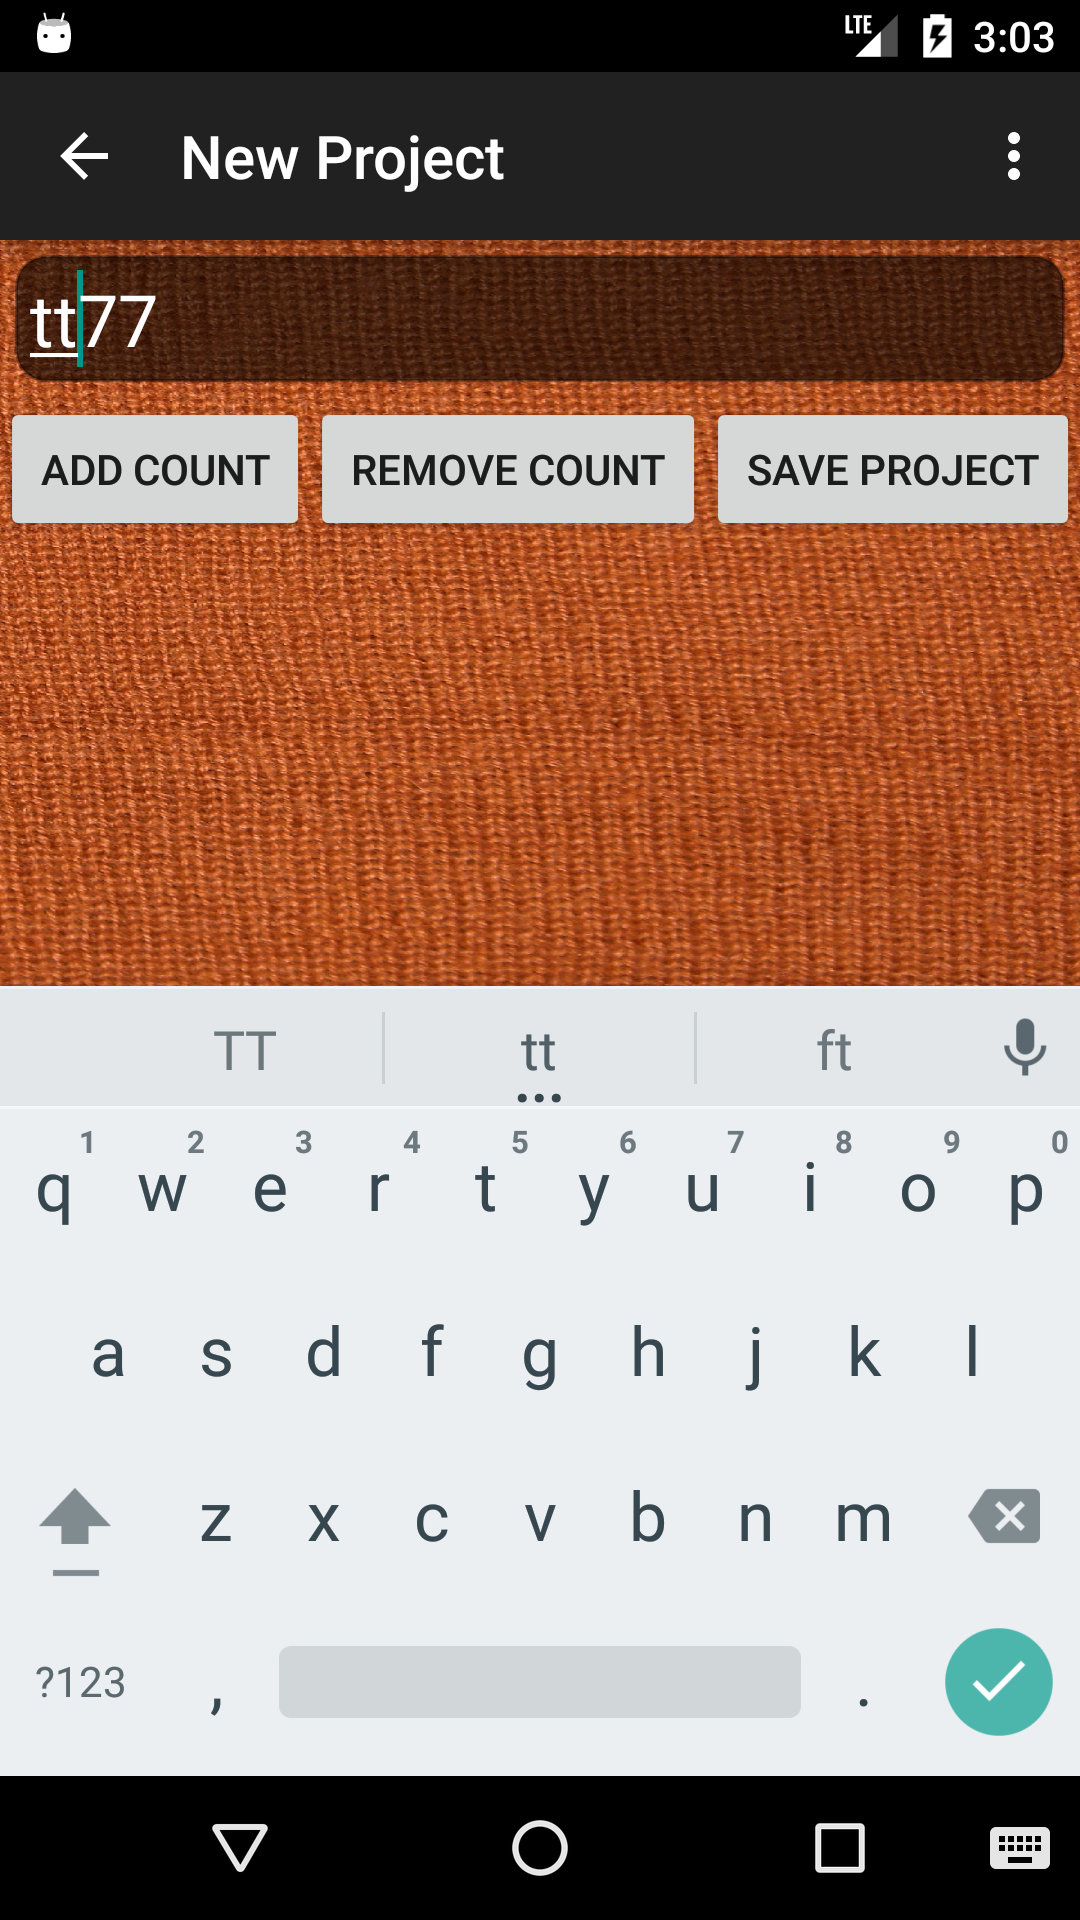 LTE 3:03
New Project
tt77
ADD COUNT REMOVE COUNT SAVE PROJECT
TT tt ft
1 2 3 4 5 6 7 8 9 0
q w e r t y u i o p
a s d f g h j k l
z x c v b n m
?123 , .